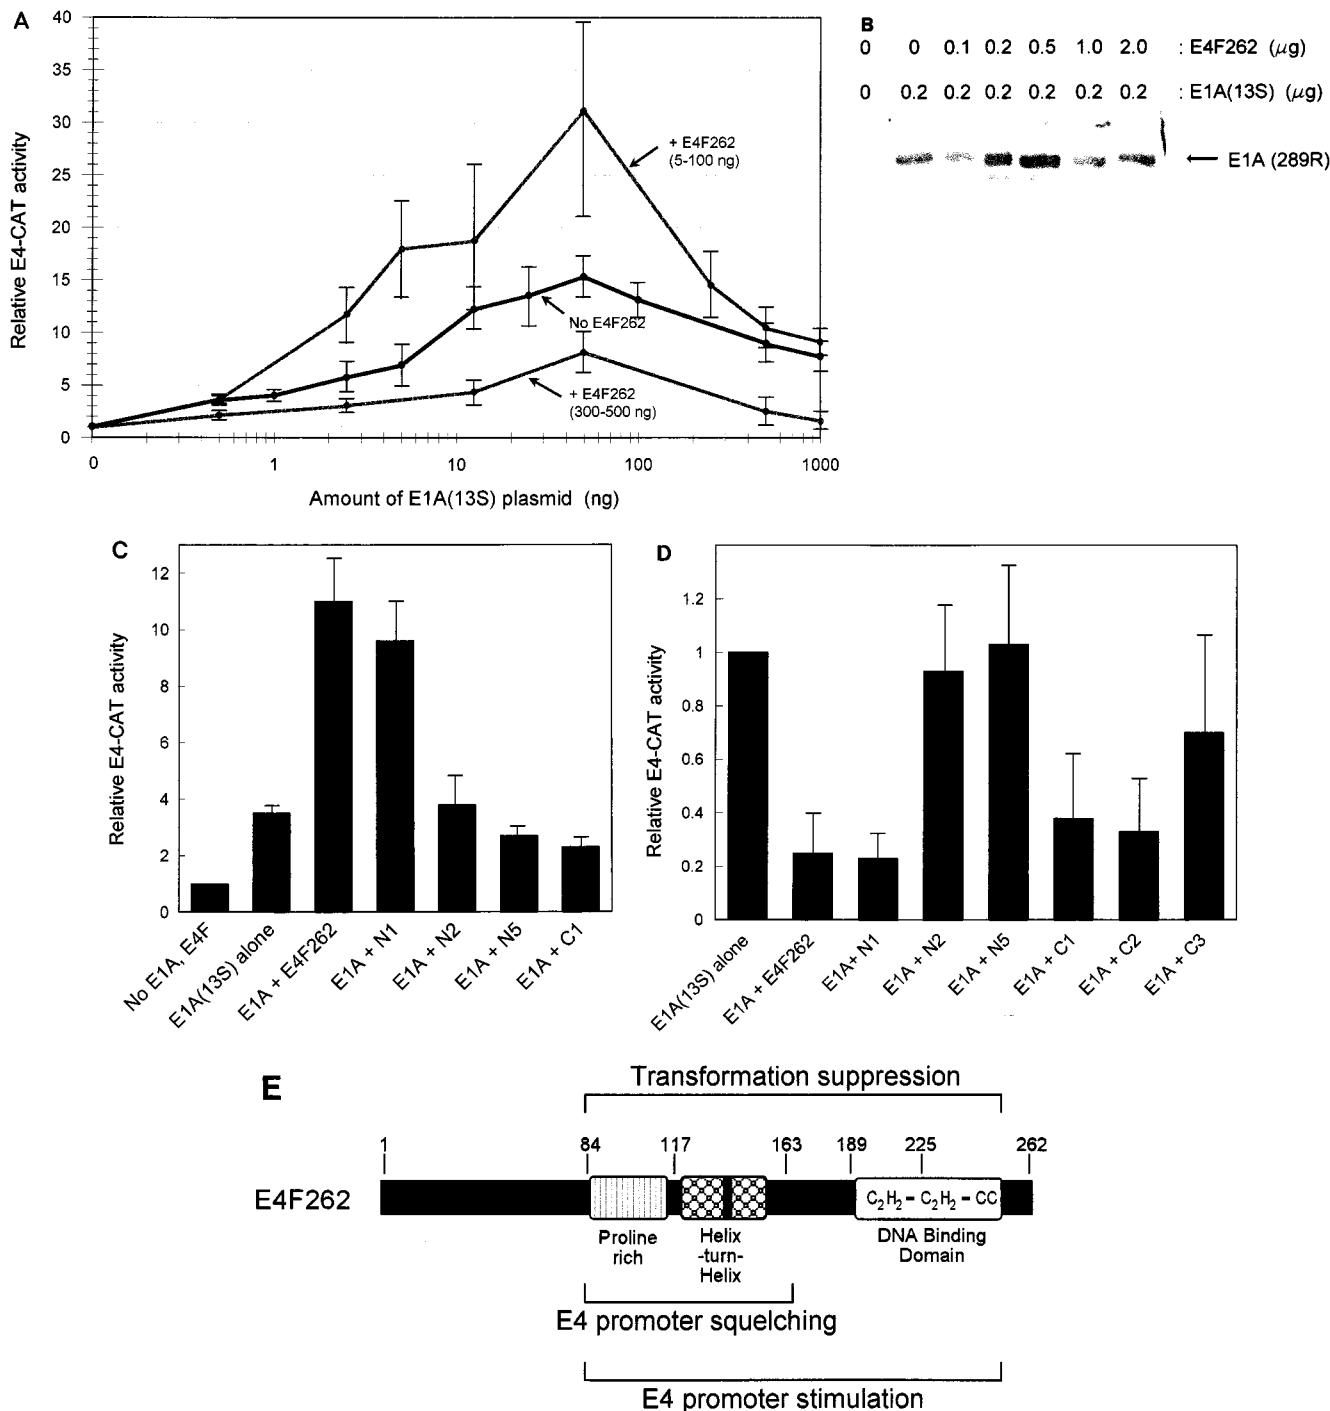 A
40
35
30
25
20
15
10
5
0
Relative E4-CAT activity
+ E4F262
(5-100 ng)
No E4F262
+ E4F262
(300-500 ng)
0 1 10 100 1000
Amount of E1A(13S) plasmid (ng)
B
0 0 0.1 0.2 0.5 1.0 2.0 : E4F262 (µg)
0 0.2 0.2 0.2 0.2 0.2 0.2 : E1A(13S) (µg)
E1A (289R)
C
12
10
8
6
4
2
0
Relative E4-CAT activity
No E1A, E4F
E1A(13S) alone
E1A + E4F262
E1A + N1
E1A + N2
E1A + N5
E1A + C1
D
1.2
1
0.8
0.6
0.4
0.2
0
Relative E4-CAT activity
E1A(13S) alone
E1A + E4F262
E1A+ N1
E1A + N2
E1A + N5
E1A + C1
E1A + C2
E1A + C3
E
Transformation suppression
1 84 117 163 189 225 262
E4F262
C₂H₂ – C₂H₂ – CC
Proline
rich
Helix
-turn-
Helix
DNA Binding
Domain
E4 promoter squelching
E4 promoter stimulation